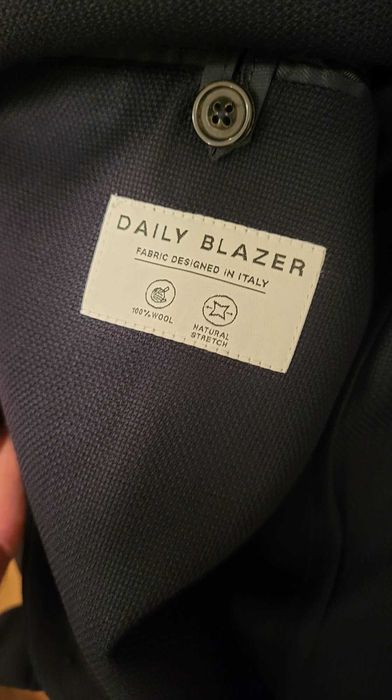 DAILY BLAZER
FABRIC DESIGNED IN ITALY
100% WOOL
NATURAL
STRETCH